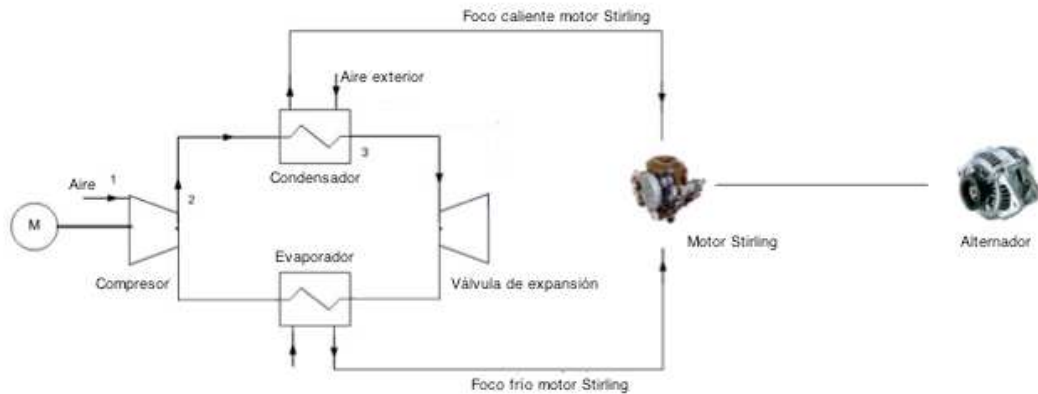 Foco caliente motor Stirling
Aire exterior
3
Condensador
Aire
1
2
M
Evaporador
Motor Stirling
Alternador
Compresor
Válvula de expansión
Foco frío motor Stirling